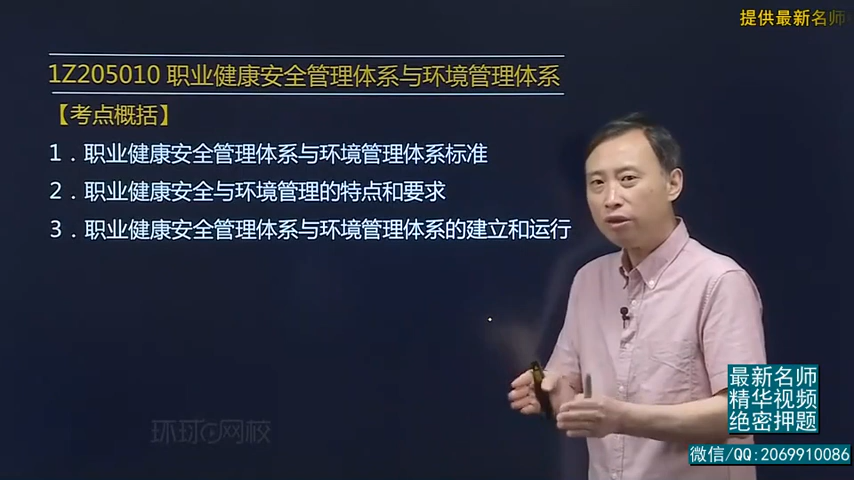 提供最新名师
1Z205010 职业健康安全管理体系与环境管理体系
【考点概括】
1．职业健康安全管理体系与环境管理体系标准
2．职业健康安全与环境管理的特点和要求
3．职业健康安全管理体系与环境管理体系的建立和运行
最新名师
精华视频
绝密押题
环球网校
微信/QQ:2069910086